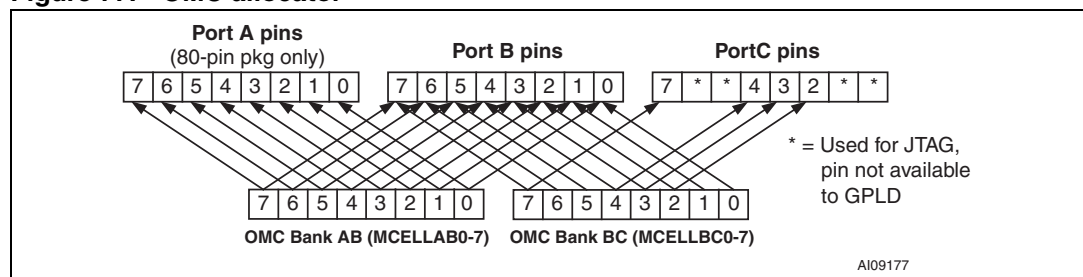 Figure OMC allocator
Port A pins
(80-pin pkg only)
Port B pins
PortC pins
7 6 5 4 3 2 1 0
7 6 5 4 3 2 1 0
7 * * 4 3 2 * *
* = Used for JTAG,
pin not available
to GPLD
7 6 5 4 3 2 1 0
7 6 5 4 3 2 1 0
OMC Bank AB (MCELLAB0-7)
OMC Bank BC (MCELLBC0-7)
AI09177